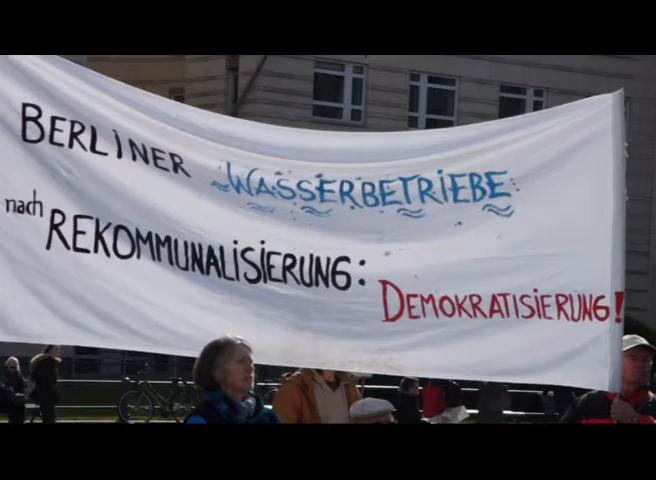 BERLINER WASSERBETRIEBE
nach REKOMMUNALISIERUNG:
DEMOKRATISIERUNG!